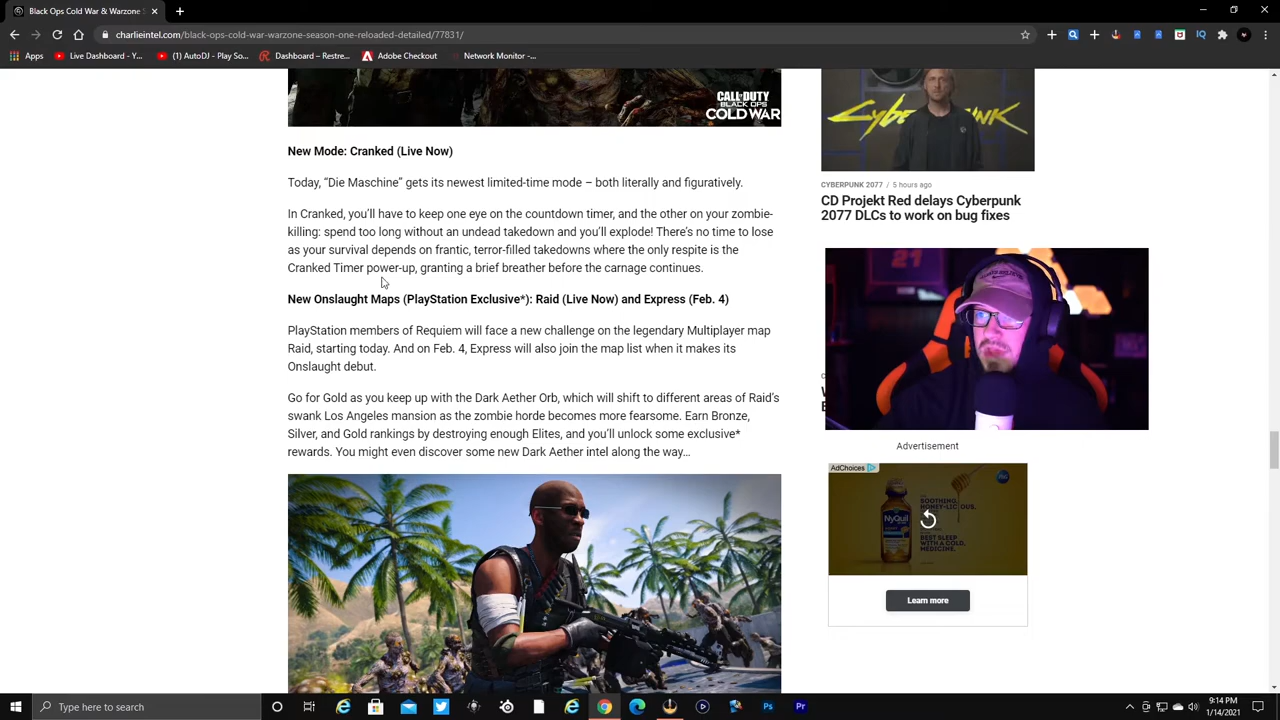 Black Ops Cold War & Warzone S
charlieintel.com/black-ops-cold-war-warzone-season-one-reloaded-detailed/77831/
Apps
Live Dashboard - Y...
(1) AutoDJ - Play So...
Dashboard – Restre...
Adobe Checkout
Network Monitor -...
CALL OF DUTY
BLACK OPS
COLD WAR
New Mode: Cranked (Live Now)
Today, “Die Maschine” gets its newest limited-time mode – both literally and figuratively.
In Cranked, you’ll have to keep one eye on the countdown timer, and the other on your zombie-
killing: spend too long without an undead takedown and you’ll explode! There’s no time to lose
as your survival depends on frantic, terror-filled takedowns where the only respite is the
Cranked Timer power-up, granting a brief breather before the carnage continues.
New Onslaught Maps (PlayStation Exclusive*): Raid (Live Now) and Express (Feb. 4)
PlayStation members of Requiem will face a new challenge on the legendary Multiplayer map
Raid, starting today. And on Feb. 4, Express will also join the map list when it makes its
Onslaught debut.
Go for Gold as you keep up with the Dark Aether Orb, which will shift to different areas of Raid’s
swank Los Angeles mansion as the zombie horde becomes more fearsome. Earn Bronze,
Silver, and Gold rankings by destroying enough Elites, and you’ll unlock some exclusive*
rewards. You might even discover some new Dark Aether intel along the way…
CYBERPUNK 2077 / 5 hours ago
CD Projekt Red delays Cyberpunk
2077 DLCs to work on bug fixes
21
Advertisement
AdChoices
SOOTHING,
HONEY-LICIOUS.
NyQuil
BEST SLEEP
WITH A COLD,
MEDICINE.
Learn more
Type here to search
9:14 PM
1/14/2021